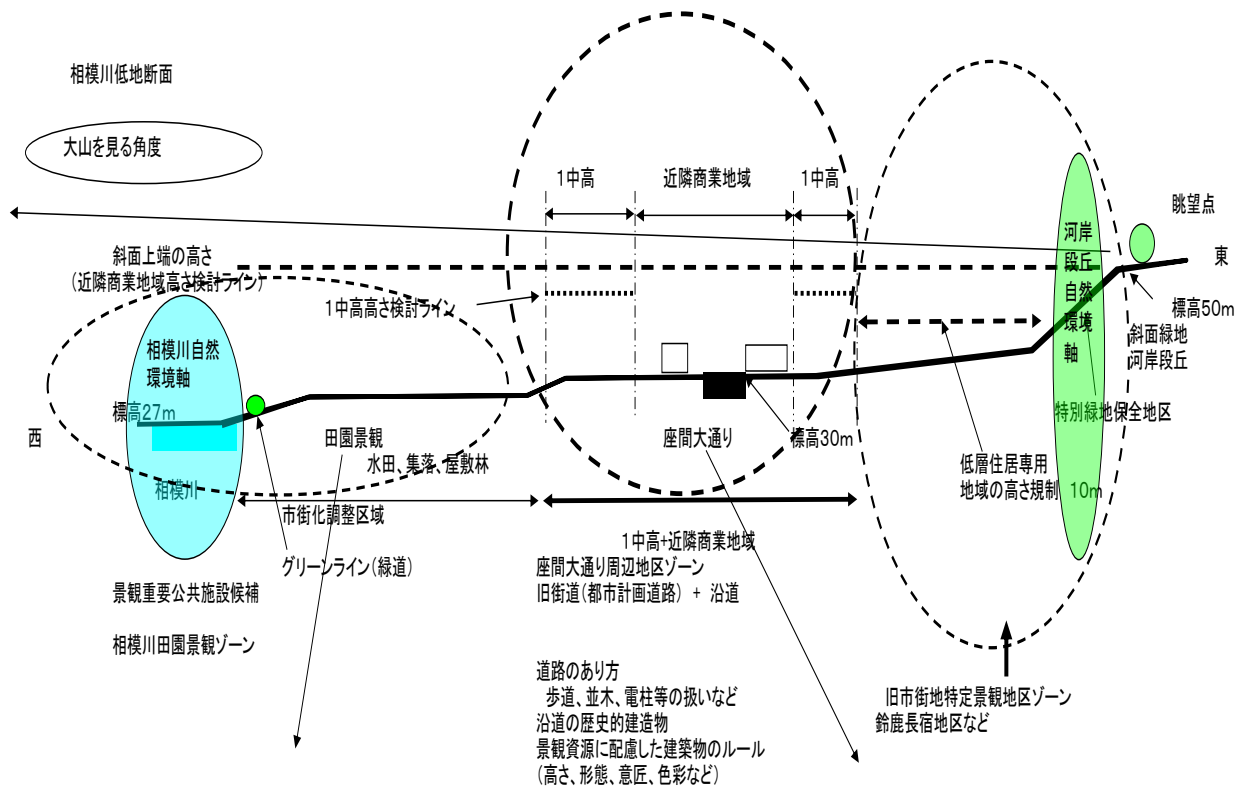 相模川低地断面
大山を見る角度
1中高
近隣商業地域
1中高
眺望点
東
斜面上端の高さ
(近隣商業地域高さ検討ライン)
1中高高さ検討ライン
河岸
段丘
自然
環境
軸
標高50m
斜面緑地
河岸段丘
相模川自然
環境軸
標高27m
西
相模川
田園景観
水田、集落、屋敷林
座間大通り
標高30m
特別緑地保全地区
低層住居専用
地域の高さ規制 10m
市街化調整区域
グリーンライン(緑道)
景観重要公共施設候補
相模川田園景観ゾーン
1中高+近隣商業地域
座間大通り周辺地区ゾーン
旧街道(都市計画道路) + 沿道
道路のあり方
歩道、並木、電柱等の扱いなど
沿道の歴史的建造物
景観資源に配慮した建築物のルール
(高さ、形態、意匠、色彩など)
旧市街地特定景観地区ゾーン
鈴鹿長宿地区など